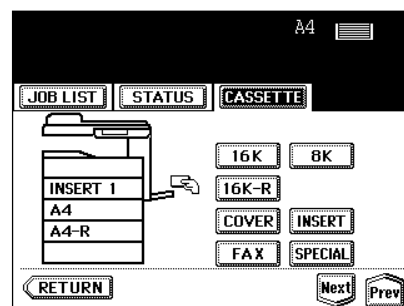 A4
JOB LIST STATUS CASSETTE
16K 8K
INSERT 1 16K-R
A4
COVER INSERT
A4-R
FAX SPECIAL
RETURN Next Prev